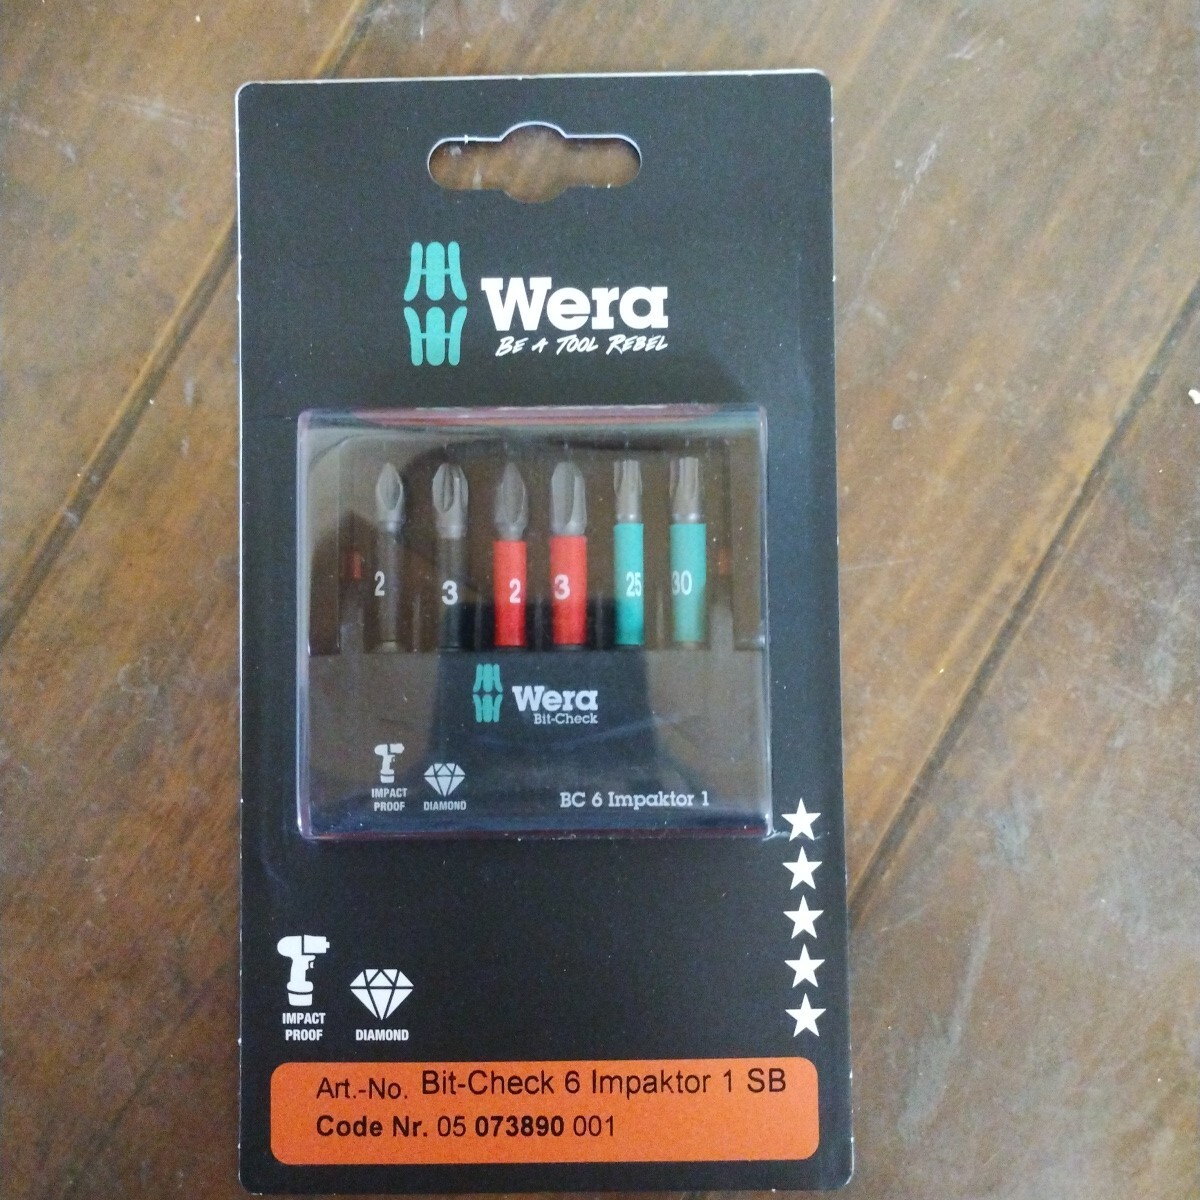 Wera
BE A TOOL REBEL
2 3 2 3 25 30
Wera
Bit-Check
IMPACT
PROOF
DIAMOND
BC 6 Impaktor 1
IMPACT
PROOF
DIAMOND
Art.-No. Bit-Check 6 Impaktor 1 SB
Code Nr. 05 073890 001